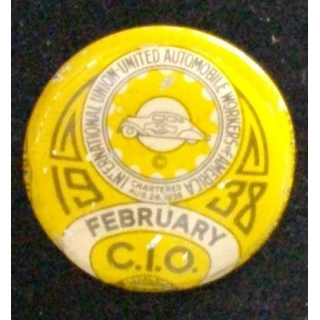 INTERNATIONAL UNION-UNITED AUTOMOBILE WORKERS of AMERICA
©
CHARTERED
AUG. 26, 1935
19 38
FEBRUARY
C.I.O.